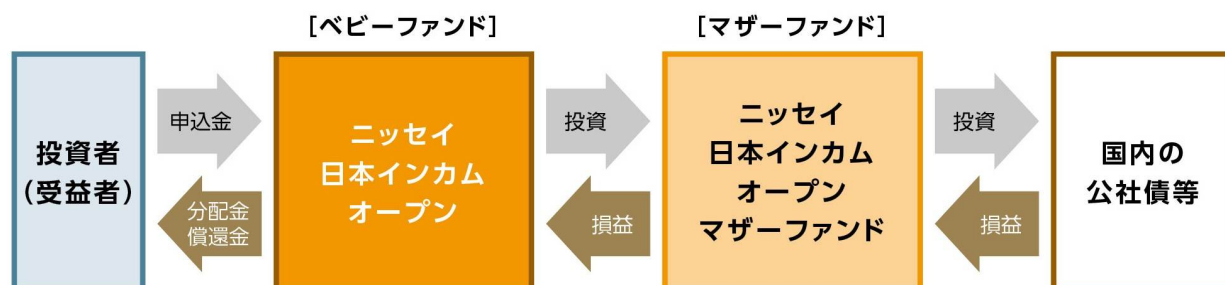 [ベビーファンド]
[マザーファンド]
投資者
(受益者)
申込金
分配金
償還金
ニッセイ
日本インカム
オープン
投資
損益
ニッセイ
日本インカム
オープン
マザーファンド
投資
損益
国内の
公社債等